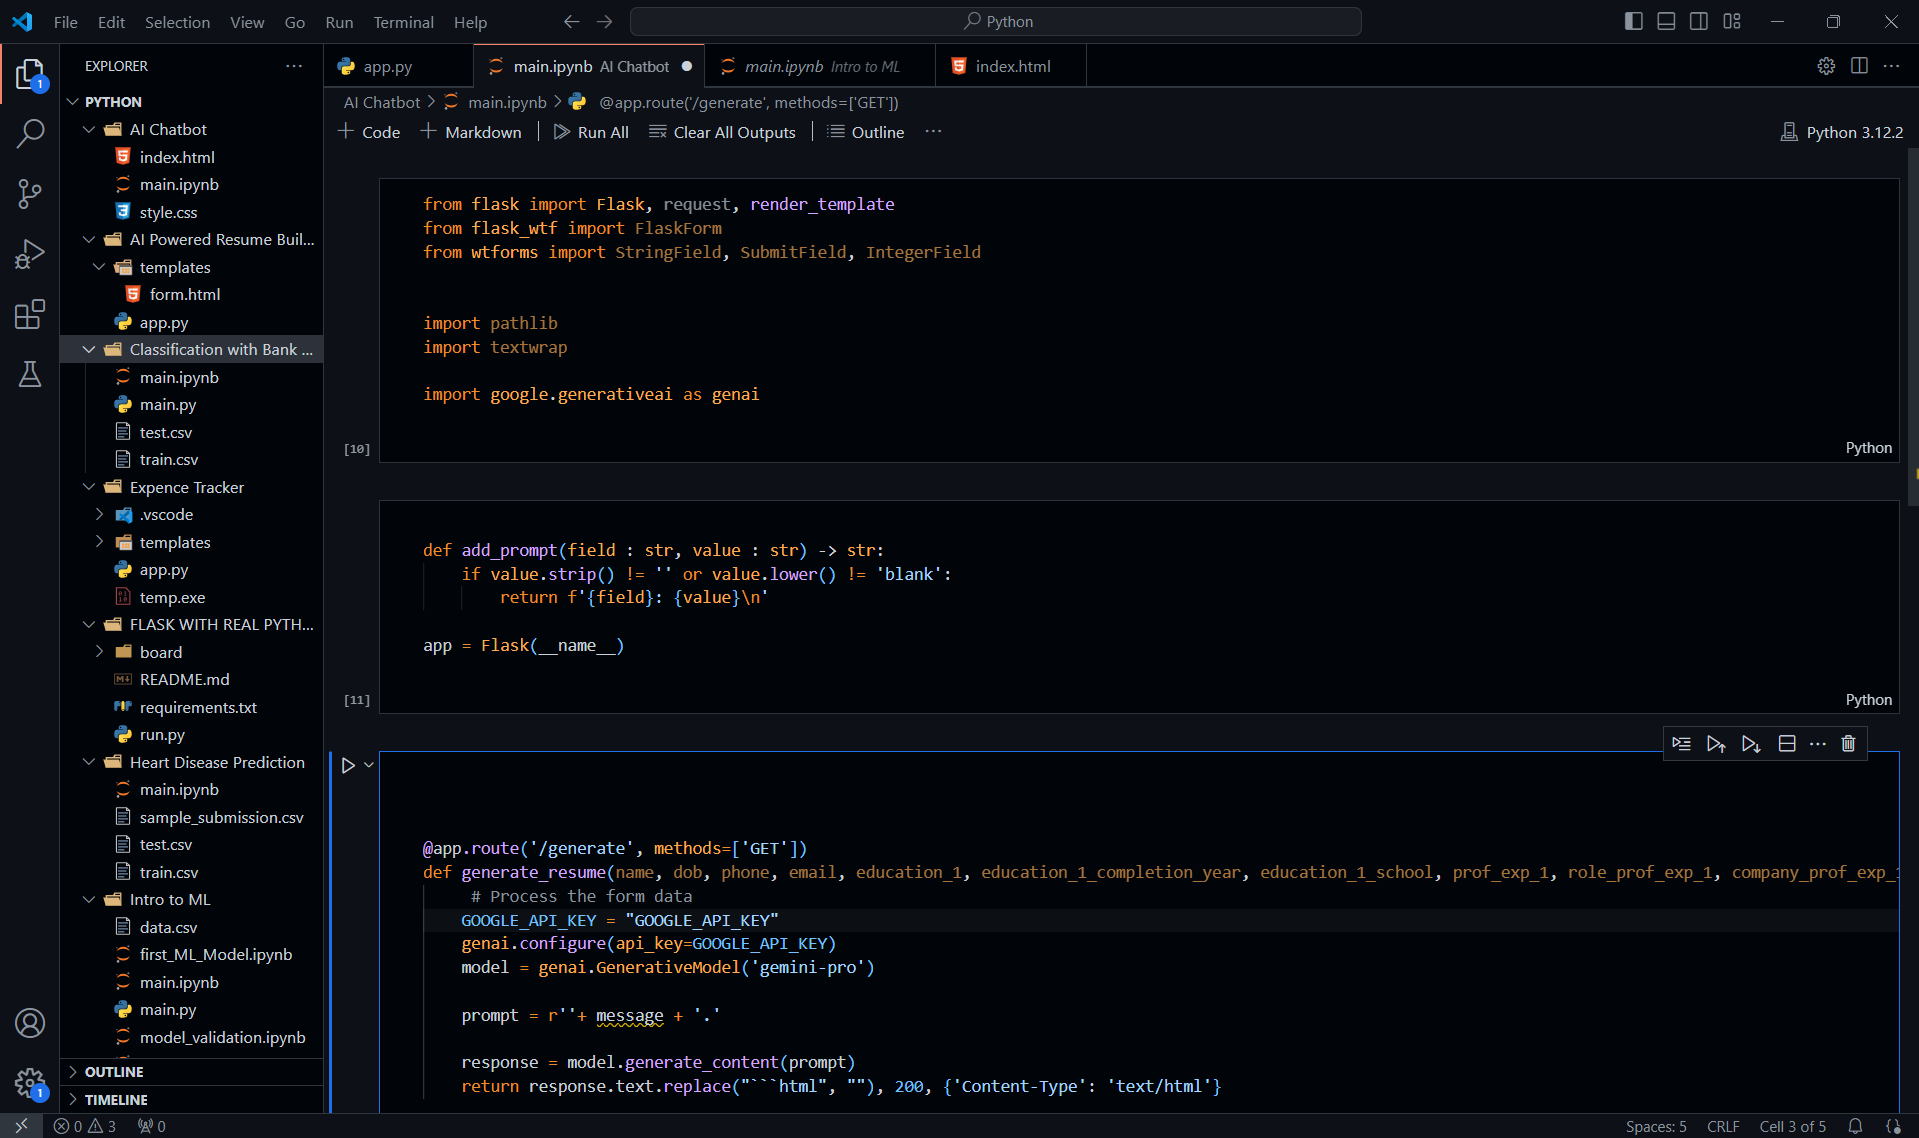 File Edit Selection View Go Run Terminal Help
Python
EXPLORER
PYTHON
AI Chatbot
index.html
main.ipynb
style.css
AI Powered Resume Buil...
templates
form.html
app.py
Classification with Bank ...
main.ipynb
main.py
test.csv
train.csv
Expence Tracker
.vscode
templates
app.py
temp.exe
FLASK WITH REAL PYTH...
board
README.md
requirements.txt
run.py
Heart Disease Prediction
main.ipynb
sample_submission.csv
test.csv
train.csv
Intro to ML
data.csv
first_ML_Model.ipynb
main.ipynb
main.py
model_validation.ipynb
OUTLINE
TIMELINE
1
1
app.py
main.ipynb AI Chatbot
main.ipynb Intro to ML
index.html
AI Chatbot > main.ipynb > @app.route('/generate', methods=['GET'])
+ Code + Markdown | Run All Clear All Outputs | Outline ...
Python 3.12.2
from flask import Flask, request, render_template
from flask_wtf import FlaskForm
from wtforms import StringField, SubmitField, IntegerField
import pathlib
import textwrap
import google.generativeai as genai
[10]
Python
def add_prompt(field : str, value : str) -> str:
if value.strip() != '' or value.lower() != 'blank':
return f'{field}: {value}\n'
app = Flask(__name__)
[11]
Python
@app.route('/generate', methods=['GET'])
def generate_resume(name, dob, phone, email, education_1, education_1_completion_year, education_1_school, prof_exp_1, role_prof_exp_1, company_prof_exp_1
# Process the form data
GOOGLE_API_KEY = "GOOGLE_API_KEY"
genai.configure(api_key=GOOGLE_API_KEY)
model = genai.GenerativeModel('gemini-pro')
prompt = r''+ message + '.'
response = model.generate_content(prompt)
return response.text.replace("```html", ""), 200, {'Content-Type': 'text/html'}
0 3 0
Spaces: 5 CRLF Cell 3 of 5